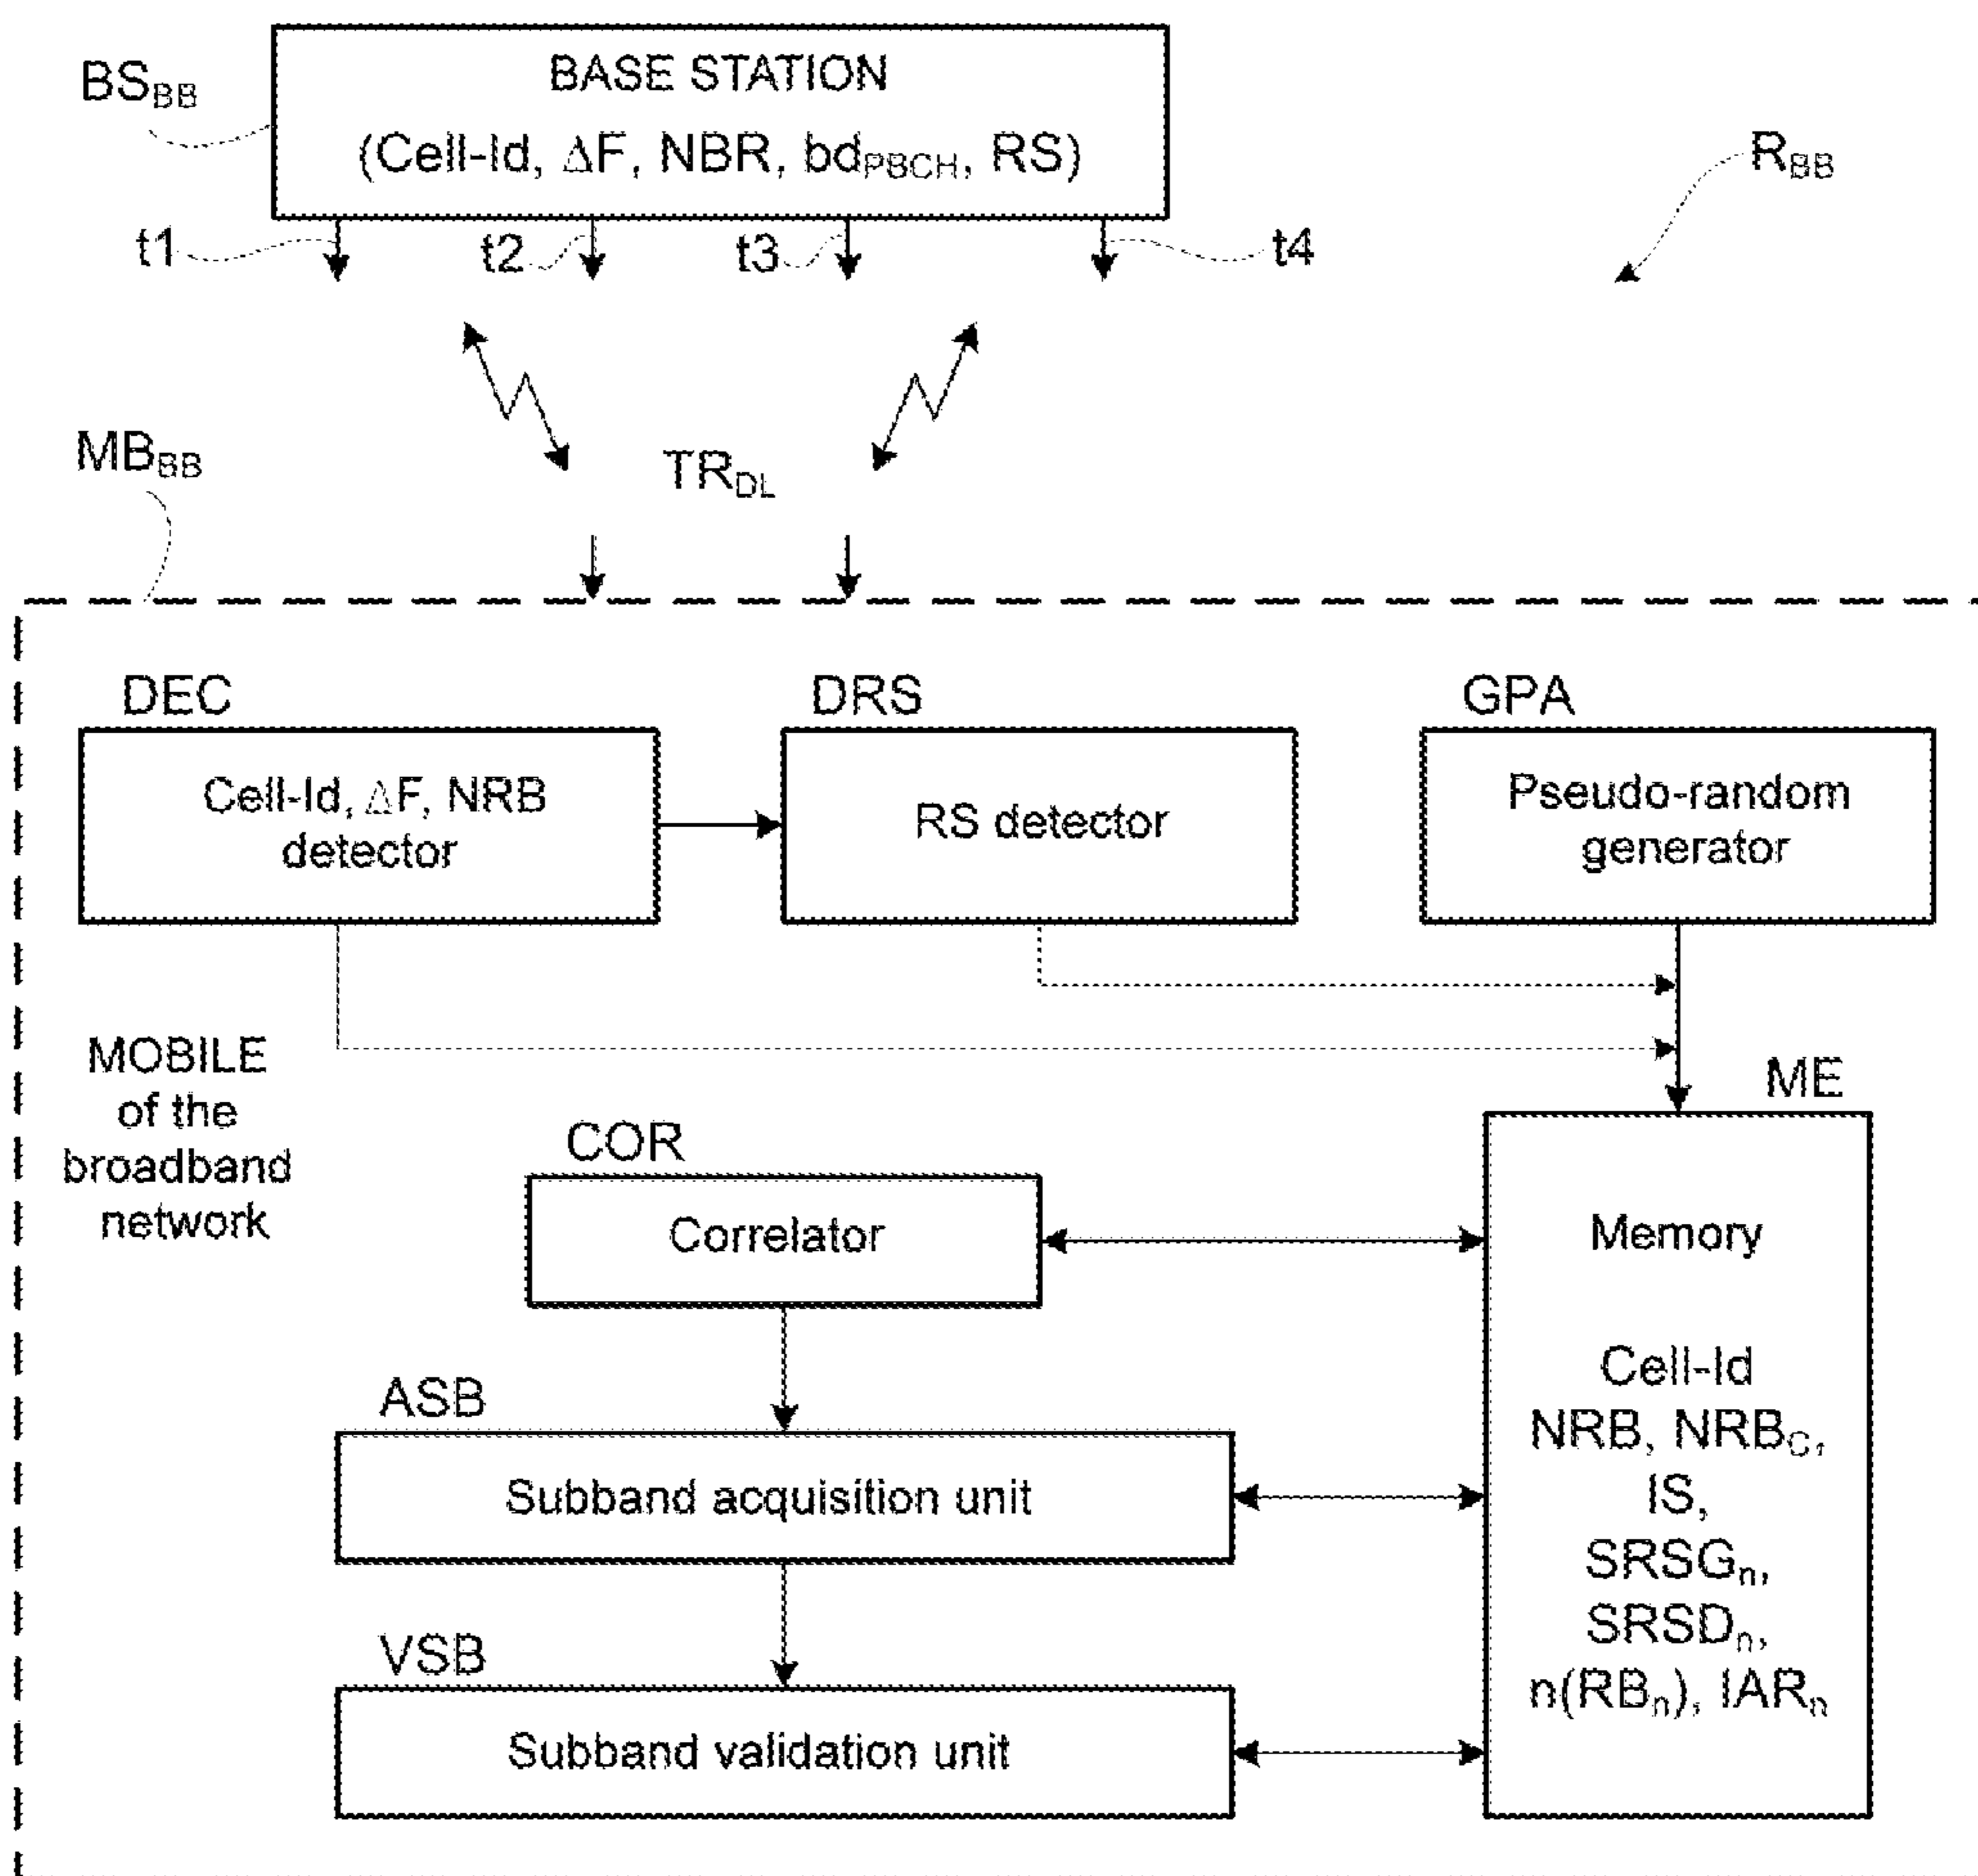 BS_BB
BASE STATION
(Cell-Id, ΔF, NBR, bd_PBCH, RS)
R_BB
t1
t2
t3
t4
MB_BB
TR_DL
DEC
DRS
GPA
Cell-Id, ΔF, NRB
detector
RS detector
Pseudo-random
generator
MOBILE
of the
broadband
network
ME
COR
Correlator
Memory
Cell-Id
NRB, NRB_C,
IS,
SRSG_n,
SRSD_n,
n(RB_n), IAR_n
ASB
Subband acquisition unit
VSB
Subband validation unit